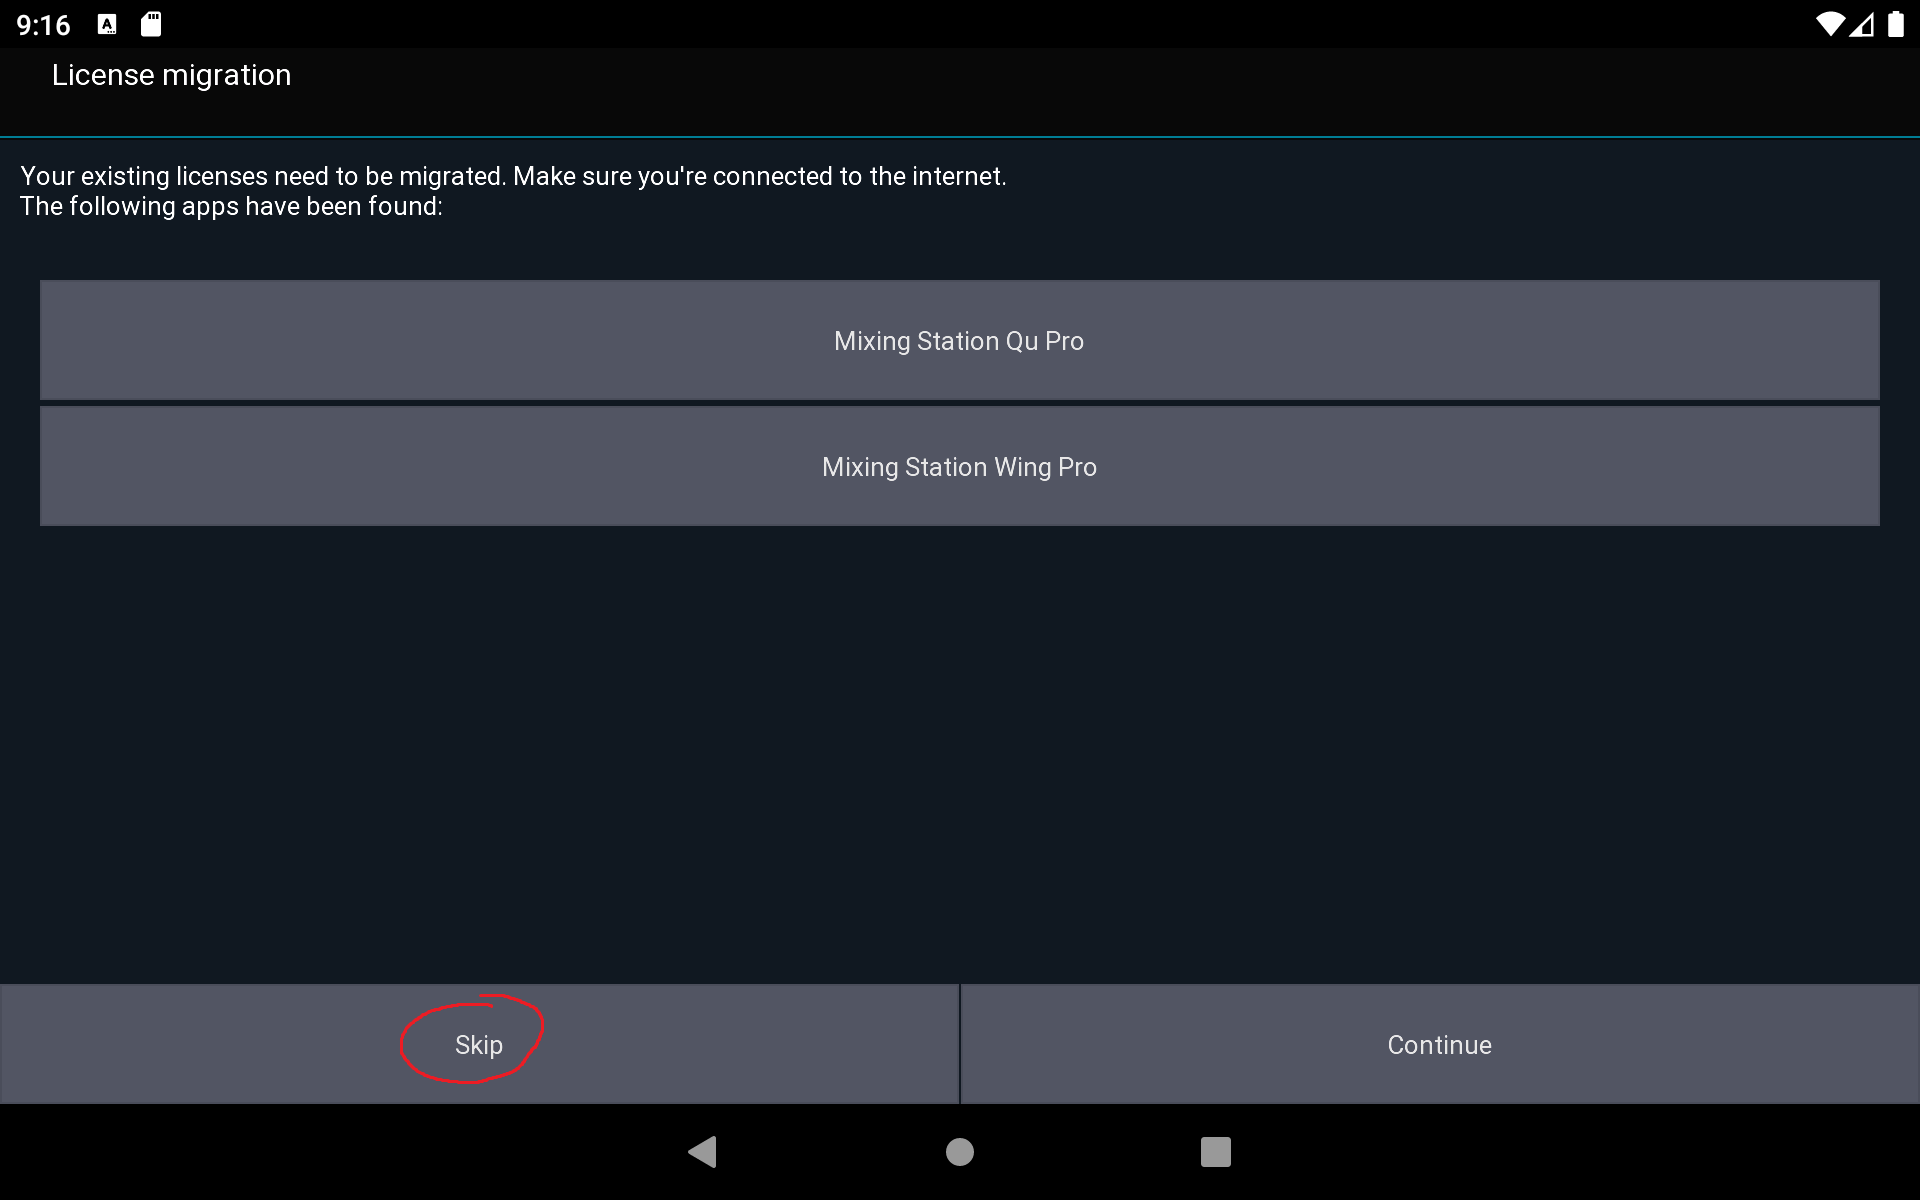 9:16
License migration
Your existing licenses need to be migrated. Make sure you're connected to the internet.
The following apps have been found:
Mixing Station Qu Pro
Mixing Station Wing Pro
Skip
Continue